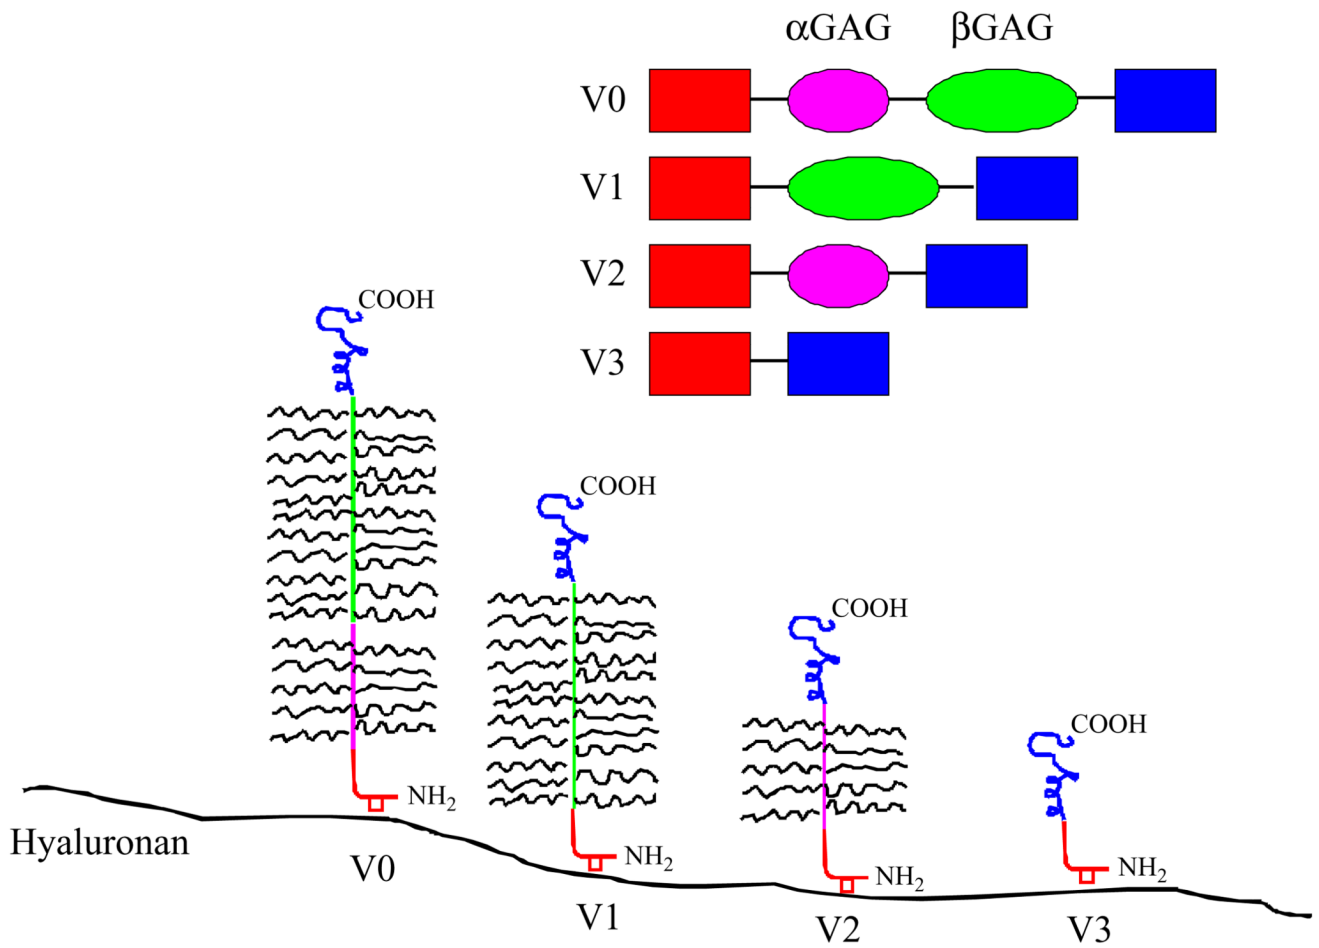 αGAG βGAG
V0
V1
V2
V3
COOH
COOH
COOH
COOH
NH₂
NH₂
NH₂
NH₂
Hyaluronan
V0
V1
V2
V3